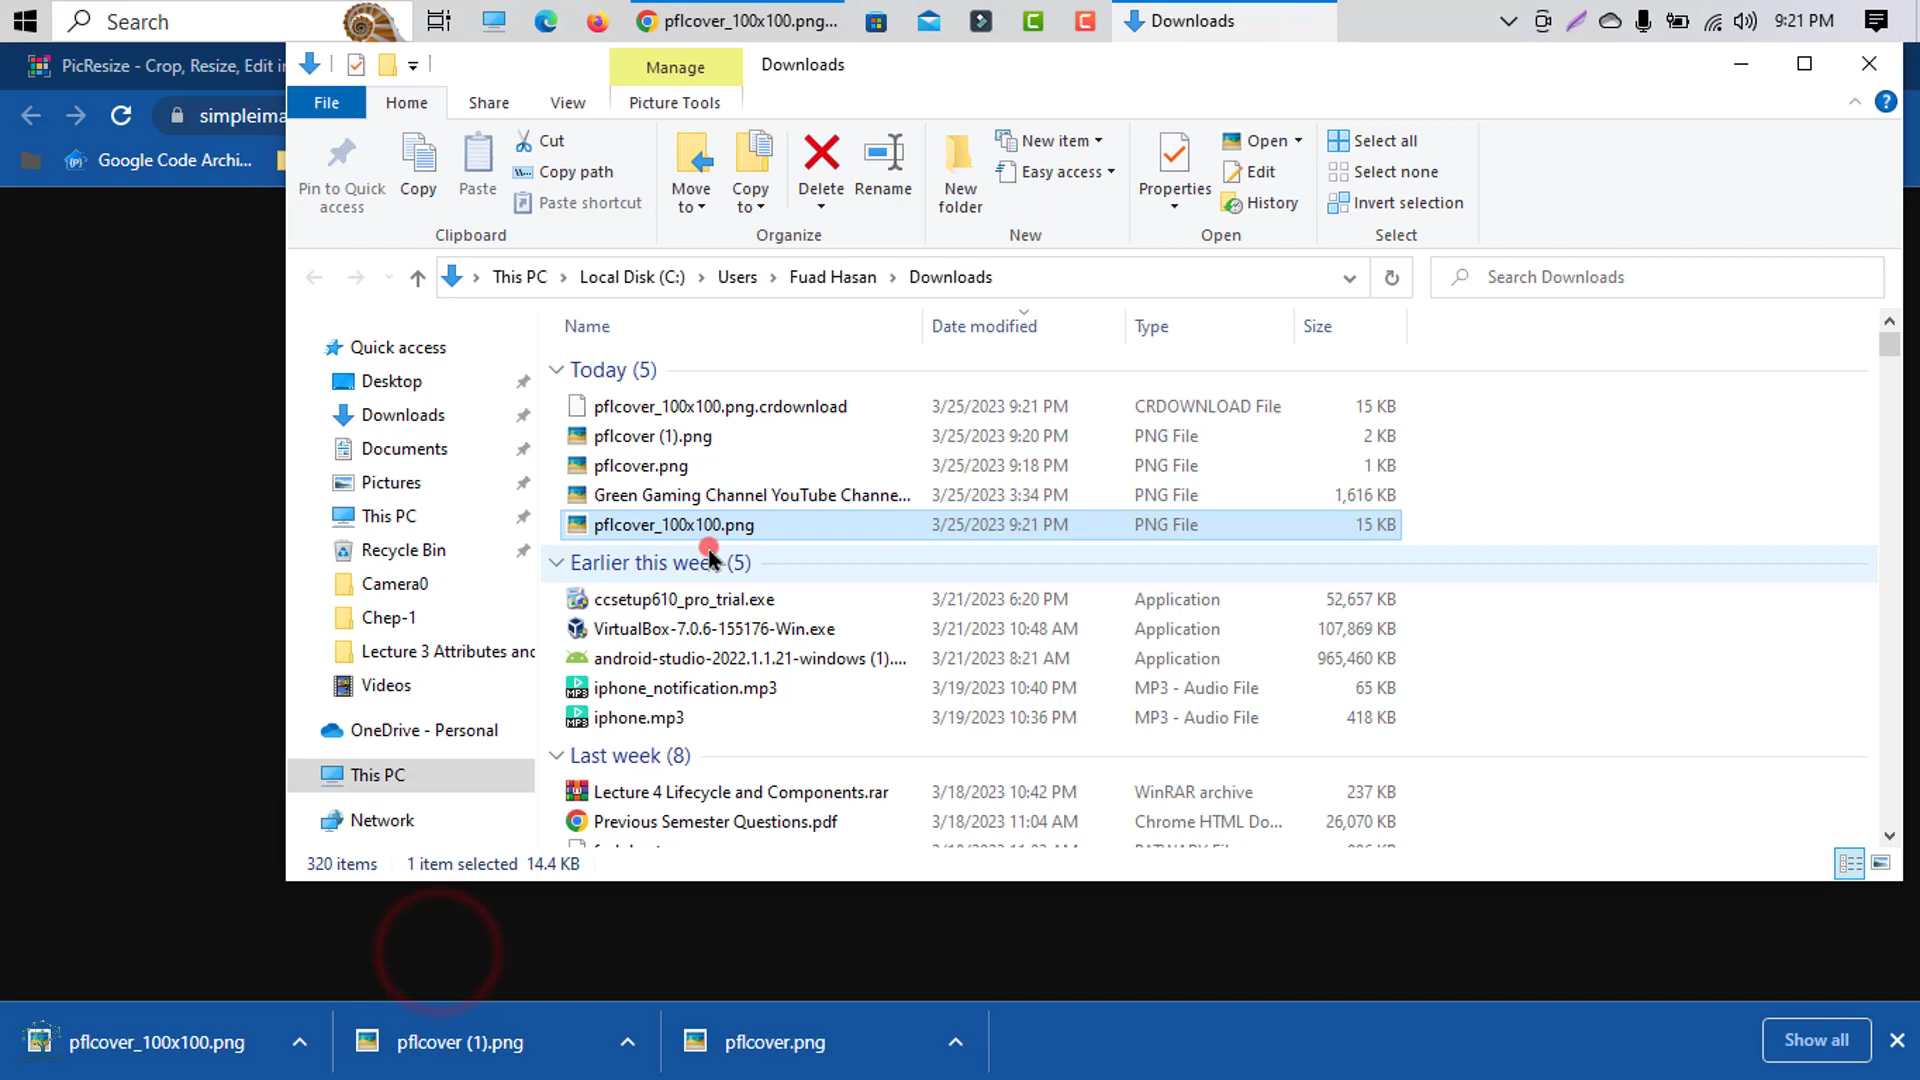 Search
pflcover_100x100.png...
Downloads
9:21 PM
PicResize - Crop, Resize, Edit i
Manage
Downloads
simpleima
File
Home
Share
View
Picture Tools
Google Code Archi...
Pin to Quick access
Copy
Paste
Cut
Copy path
Paste shortcut
Clipboard
Move to
Copy to
Delete
Rename
Organize
New folder
New item
Easy access
New
Properties
Open
Edit
History
Open
Select all
Select none
Invert selection
Select
This PC > Local Disk (C:) > Users > Fuad Hasan > Downloads
Search Downloads
Quick access
Desktop
Downloads
Documents
Pictures
This PC
Recycle Bin
Camera0
Chep-1
Lecture 3 Attributes and
Videos
OneDrive - Personal
This PC
Network
Name Date modified Type Size
Today (5)
pflcover_100x100.png.crdownload 3/25/2023 9:21 PM CRDOWNLOAD File 15 KB
pflcover (1).png 3/25/2023 9:20 PM PNG File 2 KB
pflcover.png 3/25/2023 9:18 PM PNG File 1 KB
Green Gaming Channel YouTube Channe... 3/25/2023 3:34 PM PNG File 1,616 KB
pflcover_100x100.png 3/25/2023 9:21 PM PNG File 15 KB
Earlier this wee (5)
ccsetup610_pro_trial.exe 3/21/2023 6:20 PM Application 52,657 KB
VirtualBox-7.0.6-155176-Win.exe 3/21/2023 10:48 AM Application 107,869 KB
android-studio-2022.1.1.21-windows (1).... 3/21/2023 8:21 AM Application 965,460 KB
iphone_notification.mp3 3/19/2023 10:40 PM MP3 - Audio File 65 KB
iphone.mp3 3/19/2023 10:36 PM MP3 - Audio File 418 KB
Last week (8)
Lecture 4 Lifecycle and Components.rar 3/18/2023 10:42 PM WinRAR archive 237 KB
Previous Semester Questions.pdf 3/18/2023 11:04 AM Chrome HTML Do... 26,070 KB
320 items
1 item selected 14.4 KB
pflcover_100x100.png
pflcover (1).png
pflcover.png
Show all